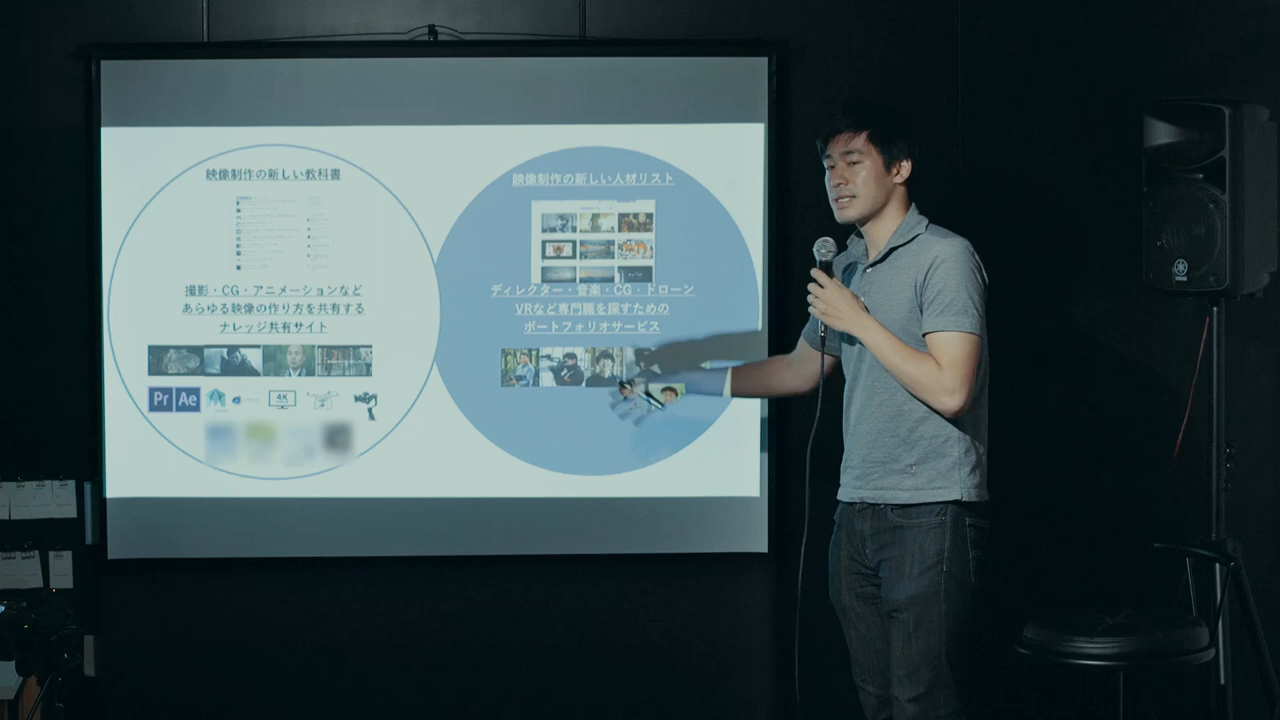 映像制作の新しい教科書
撮影・CG・アニメーションなど
あらゆる映像の作り方を共有する
ナレッジ共有サイト
Pr Ae
4K
映像制作の新しい人材リスト
ディレクター・音楽・CG・ドローン
VRなど専門職を探すための
ポートフォリオサービス